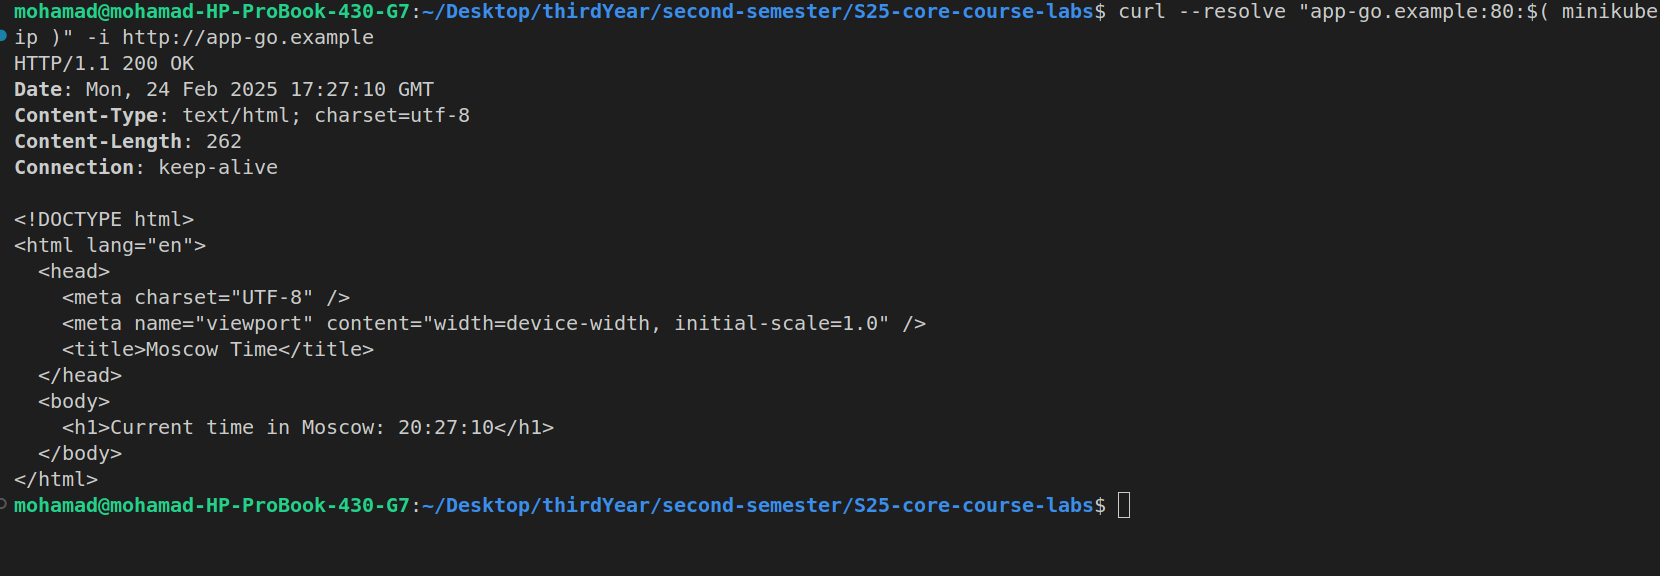 mohamad@mohamad-HP-ProBook-430-G7:~/Desktop/thirdYear/second-semester/S25-core-course-labs$ curl --resolve "app-go.example:80:$( minikube
ip )" -i http://app-go.example
HTTP/1.1 200 OK
Date: Mon, 24 Feb 2025 17:27:10 GMT
Content-Type: text/html; charset=utf-8
Content-Length: 262
Connection: keep-alive

<!DOCTYPE html>
<html lang="en">
  <head>
    <meta charset="UTF-8" />
    <meta name="viewport" content="width=device-width, initial-scale=1.0" />
    <title>Moscow Time</title>
  </head>
  <body>
    <h1>Current time in Moscow: 20:27:10</h1>
  </body>
</html>
mohamad@mohamad-HP-ProBook-430-G7:~/Desktop/thirdYear/second-semester/S25-core-course-labs$